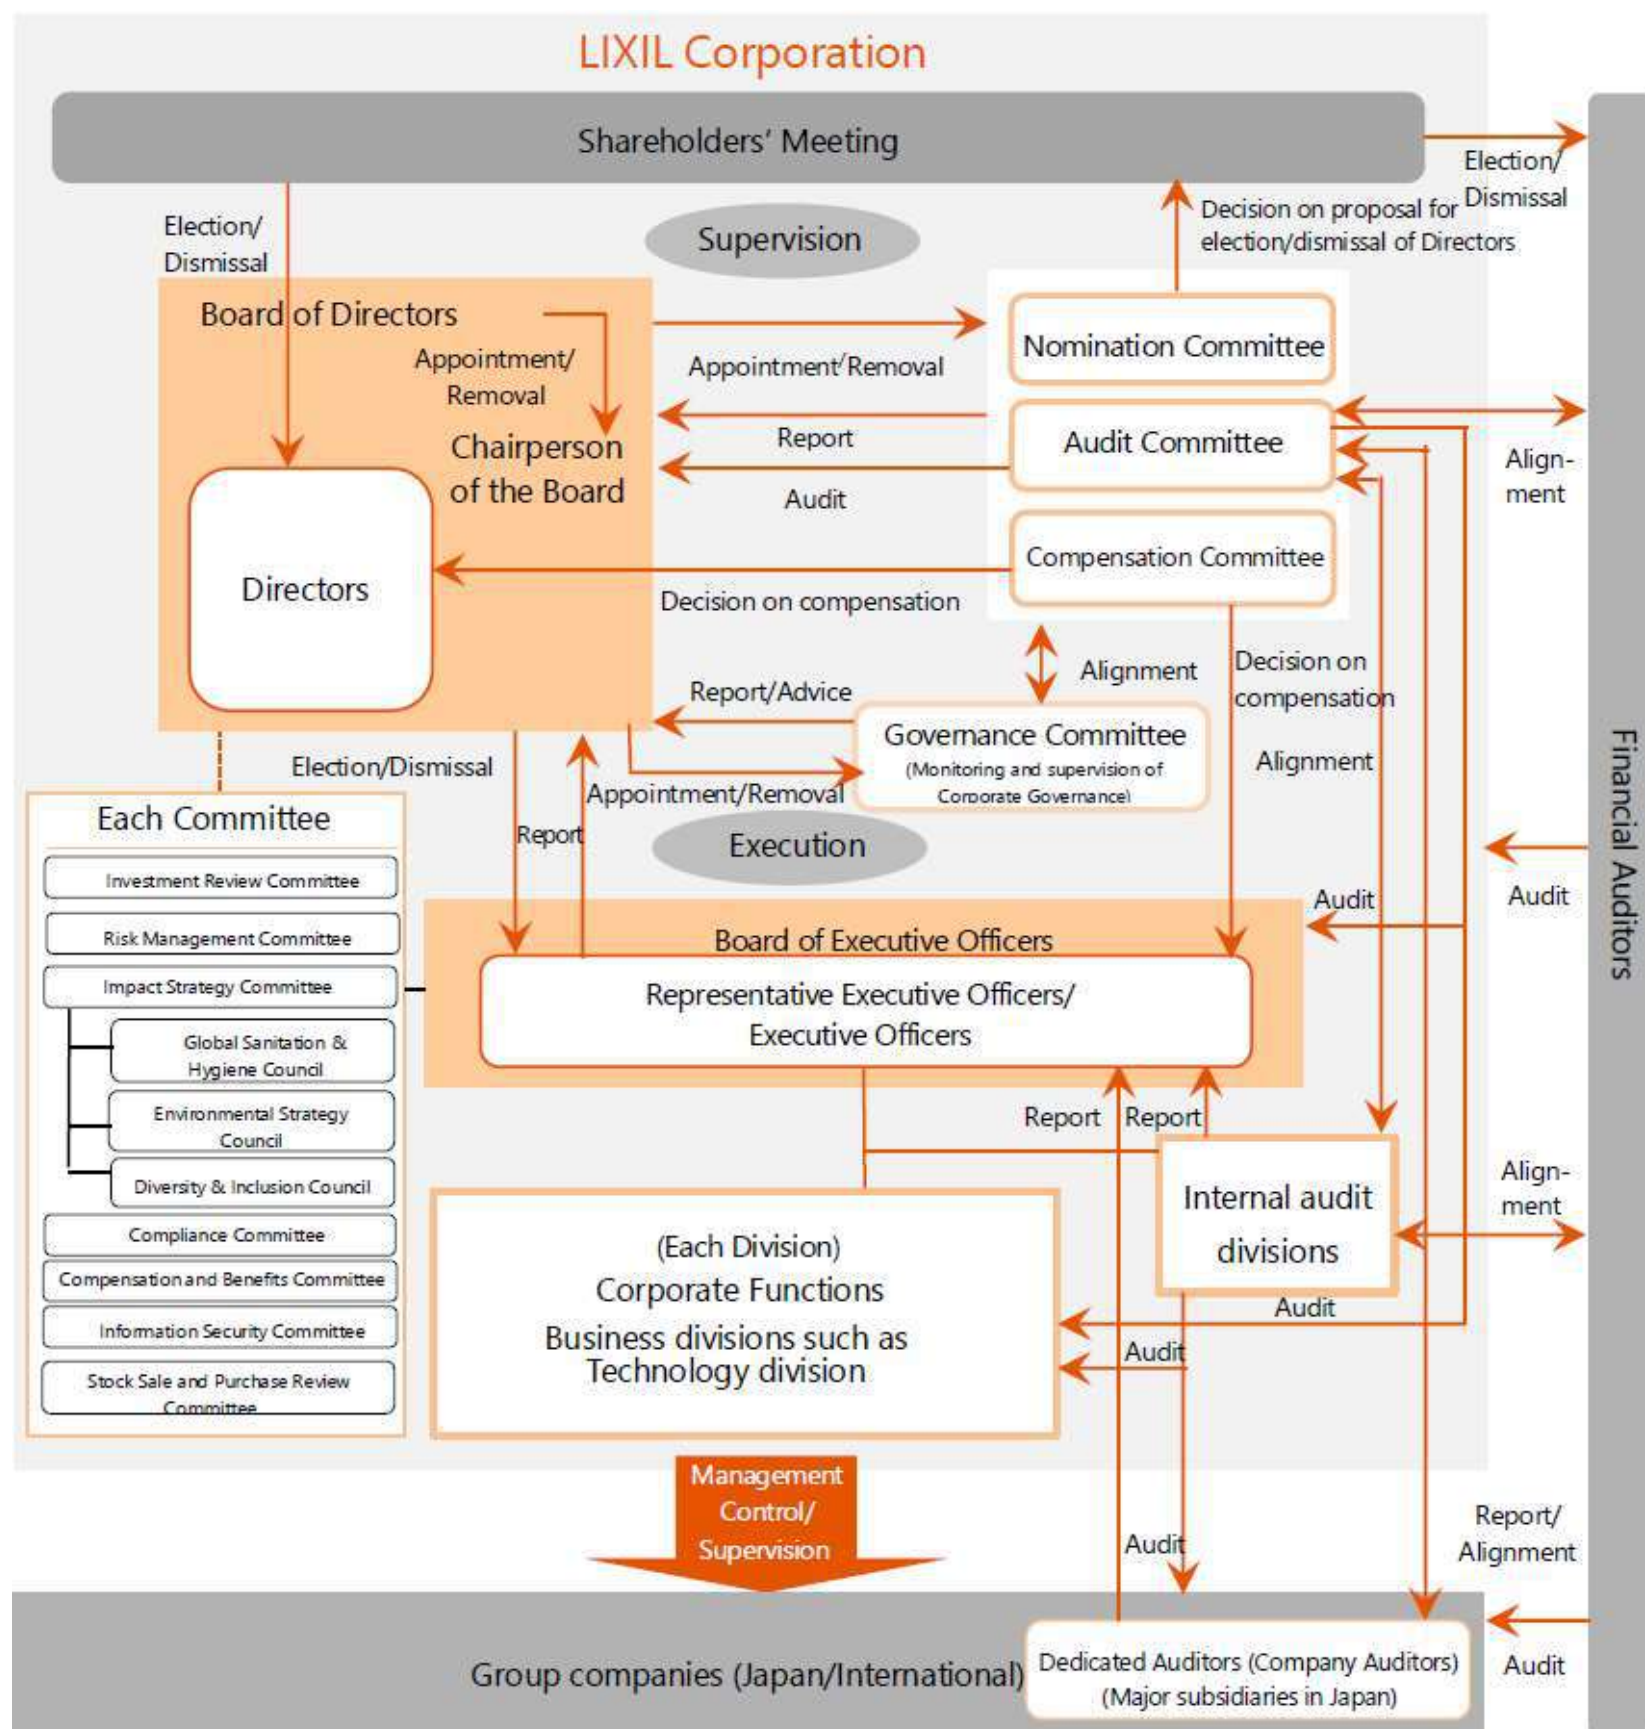 LIXIL Corporation
Shareholders’ Meeting
Election/
Dismissal
Election/
Dismissal
Supervision
Decision on proposal for
election/dismissal of Directors
Board of Directors
Appointment/
Removal
Chairperson
of the Board
Directors
Appointment/Removal
Report
Audit
Decision on compensation
Nomination Committee
Audit Committee
Compensation Committee
Align-
ment
Alignment
Decision on
compensation
Alignment
Report/Advice
Governance Committee
(Monitoring and supervision of
Corporate Governance)
Election/Dismissal
Appointment/Removal
Report
Execution
Financial Auditors
Audit
Each Committee
Investment Review Committee
Risk Management Committee
Impact Strategy Committee
Global Sanitation &
Hygiene Council
Environmental Strategy
Council
Diversity & Inclusion Council
Compliance Committee
Compensation and Benefits Committee
Information Security Committee
Stock Sale and Purchase Review
Committee
Audit
Board of Executive Officers
Representative Executive Officers/
Executive Officers
Report
Report
Internal audit
divisions
Align-
ment
(Each Division)
Corporate Functions
Business divisions such as
Technology division
Audit
Audit
Management
Control/
Supervision
Audit
Report/
Alignment
Group companies (Japan/International)
Dedicated Auditors (Company Auditors)
(Major subsidiaries in Japan)
Audit